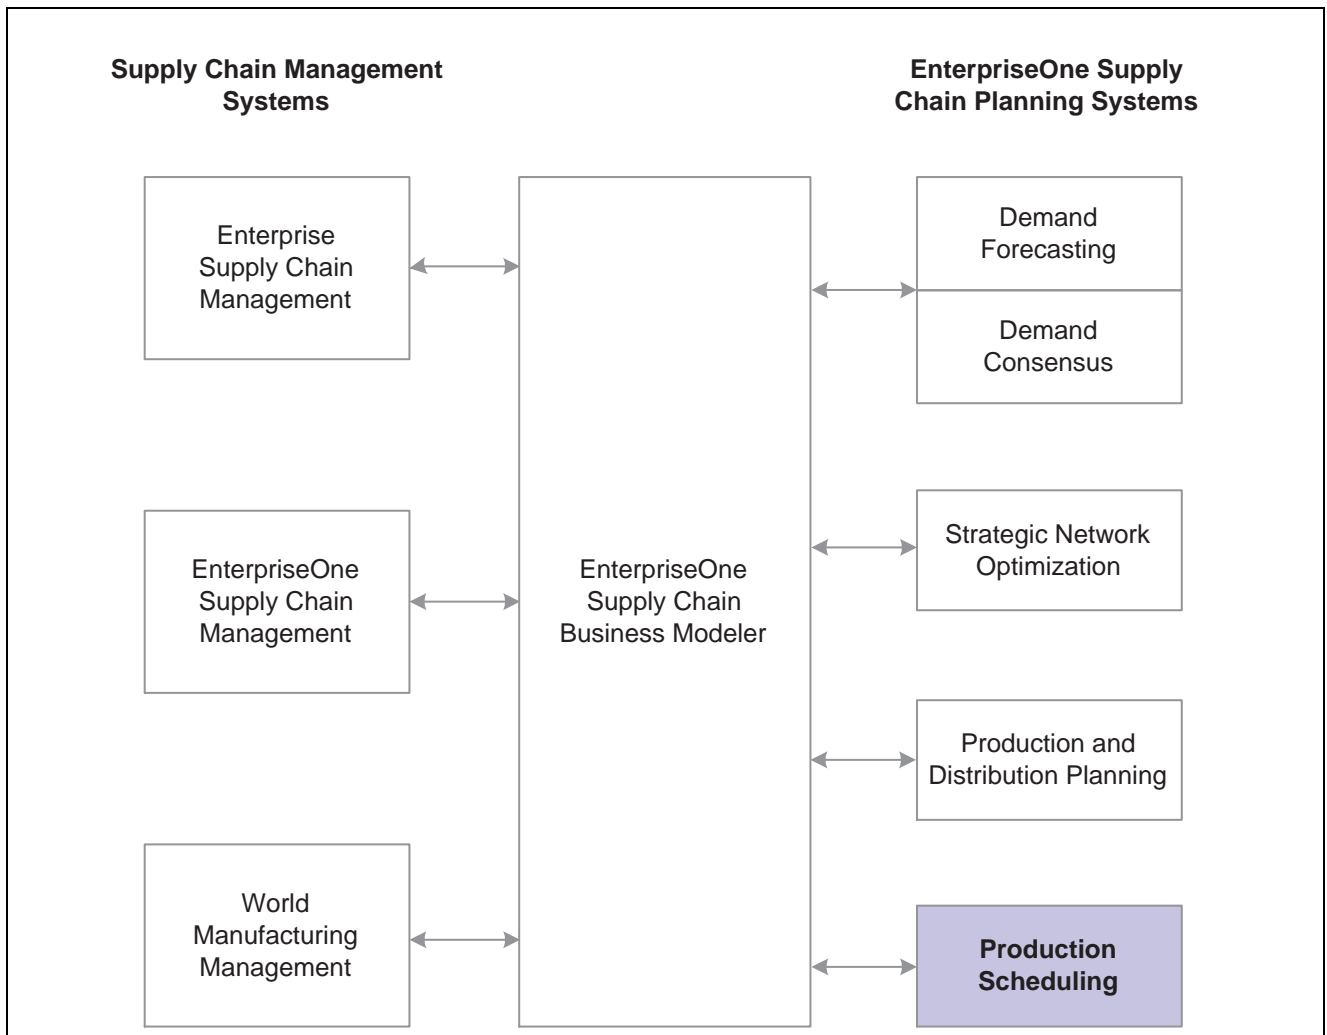 Supply Chain Management
Systems
EnterpriseOne Supply
Chain Planning Systems
Enterprise
Supply Chain
Management
EnterpriseOne
Supply Chain
Management
World
Manufacturing
Management
EnterpriseOne
Supply Chain
Business Modeler
Demand
Forecasting
Demand
Consensus
Strategic Network
Optimization
Production and
Distribution Planning
Production
Scheduling